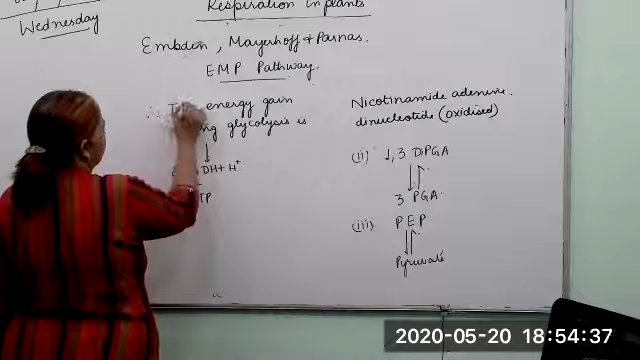 Respiration in plants
Wednesday
Embden, Mayerhoff & Parnas.
EMP Pathway.
∴ energy gain
glycolysis is
↓
DH + H⁺
TP
Nicotinamide adenine
dinucleotide (oxidised)
(ii) 1,3 DiPGA
↓↑
3 PGA.
(iii) PEP
↓↑
Pyruvate
2020-05-20 18:54:37